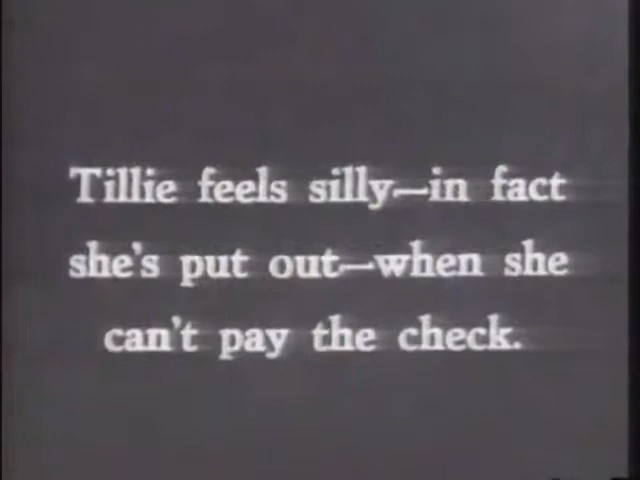 Tillie feels silly—in fact
she's put out—when she
can't pay the check.